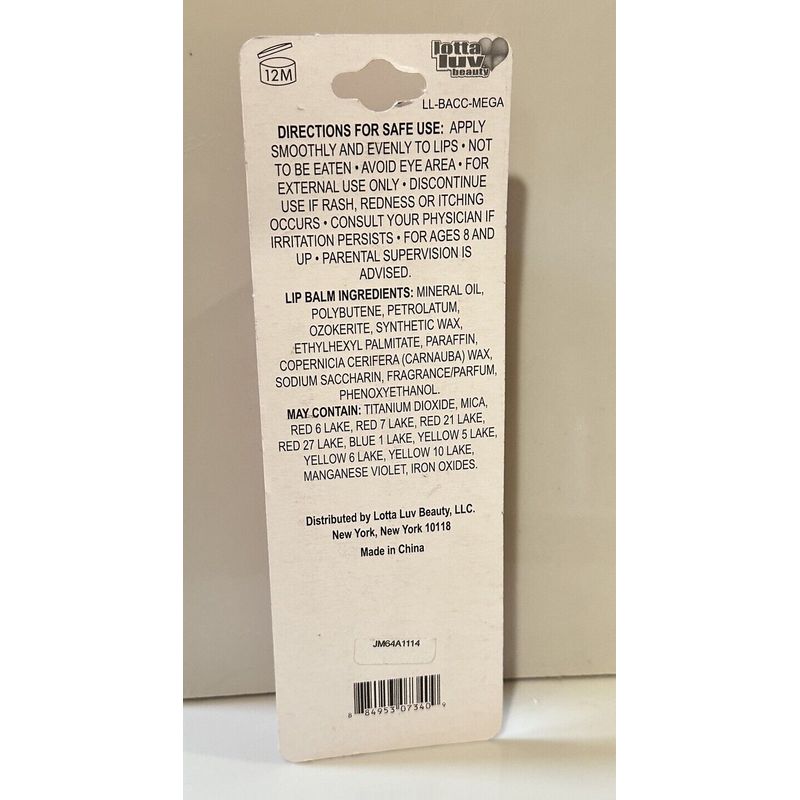 12M
lotta
luv
beauty
LL-BACC-MEGA
DIRECTIONS FOR SAFE USE: APPLY
SMOOTHLY AND EVENLY TO LIPS • NOT
TO BE EATEN • AVOID EYE AREA • FOR
EXTERNAL USE ONLY • DISCONTINUE
USE IF RASH, REDNESS OR ITCHING
OCCURS • CONSULT YOUR PHYSICIAN IF
IRRITATION PERSISTS • FOR AGES 8 AND
UP • PARENTAL SUPERVISION IS
ADVISED.
LIP BALM INGREDIENTS: MINERAL OIL,
POLYBUTENE, PETROLATUM,
OZOKERITE, SYNTHETIC WAX,
ETHYLHEXYL PALMITATE, PARAFFIN,
COPERNICIA CERIFERA (CARNAUBA) WAX,
SODIUM SACCHARIN, FRAGRANCE/PARFUM,
PHENOXYETHANOL.
MAY CONTAIN: TITANIUM DIOXIDE, MICA,
RED 6 LAKE, RED 7 LAKE, RED 21 LAKE,
RED 27 LAKE, BLUE 1 LAKE, YELLOW 5 LAKE,
YELLOW 6 LAKE, YELLOW 10 LAKE,
MANGANESE VIOLET, IRON OXIDES.
Distributed by Lotta Luv Beauty, LLC.
New York, New York 10118
Made in China
JM64A1114
8 84953 07340 9